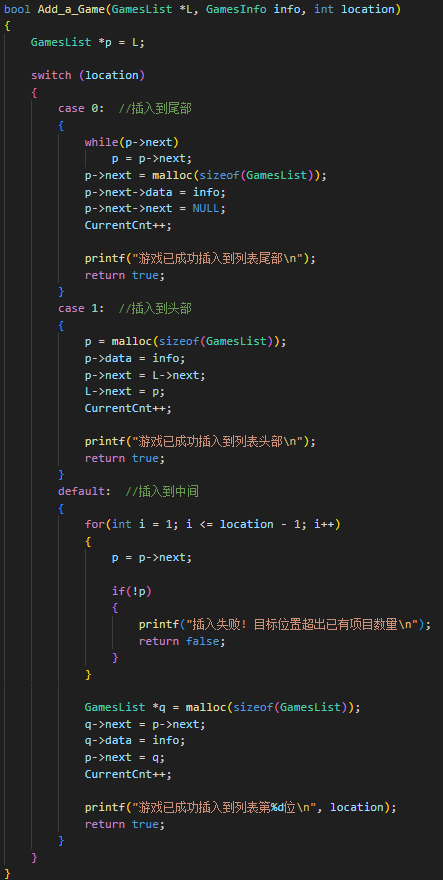 bool Add_a_Game(GamesList *L, GamesInfo info, int location)
{
    GamesList *p = L;

    switch (location)
    {
        case 0:  //插入到尾部
        {
            while(p->next)
                p = p->next;
            p->next = malloc(sizeof(GamesList));
            p->next->data = info;
            p->next->next = NULL;
            CurrentCnt++;

            printf("游戏已成功插入到列表尾部\n");
            return true;
        }
        case 1:  //插入到头部
        {
            p = malloc(sizeof(GamesList));
            p->data = info;
            p->next = L->next;
            L->next = p;
            CurrentCnt++;

            printf("游戏已成功插入到列表头部\n");
            return true;
        }
        default:  //插入到中间
        {
            for(int i = 1; i <= location - 1; i++)
            {
                p = p->next;

                if(!p)
                {
                    printf("插入失败! 目标位置超出已有项目数量\n");
                    return false;
                }
            }

            GamesList *q = malloc(sizeof(GamesList));
            q->next = p->next;
            q->data = info;
            p->next = q;
            CurrentCnt++;

            printf("游戏已成功插入到列表第%d位\n", location);
            return true;
        }
    }
}